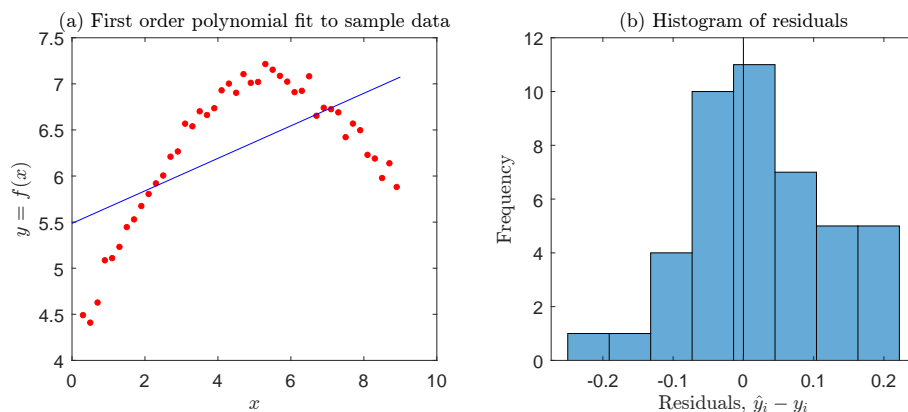 (a) First order polynomial fit to sample data
7.5
7
6.5
6
5.5
5
4.5
4
y = f(x)
0 2 4 6 8 10
x
(b) Histogram of residuals
12
10
8
6
4
2
0
Frequency
-0.2 -0.1 0 0.1 0.2
Residuals, ŷᵢ − yᵢ